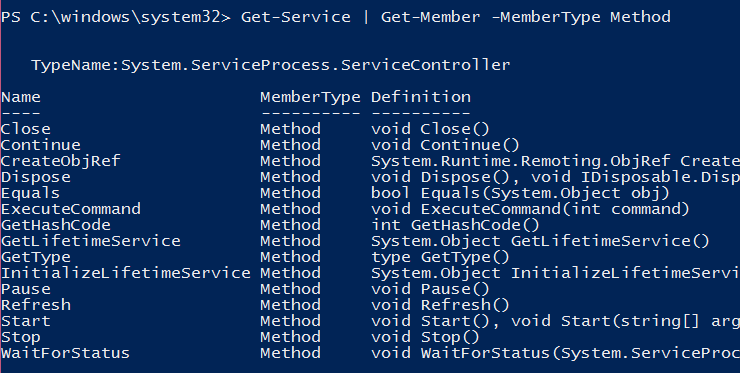 PS C:\windows\system32> Get-Service | Get-Member -MemberType Method
TypeName:System.ServiceProcess.ServiceController
Name MemberType Definition
---- ---------- ----------
Close Method void Close()
Continue Method void Continue()
CreateObjRef Method System.Runtime.Remoting.ObjRef Create
Dispose Method void Dispose(), void IDisposable.Disp
Equals Method bool Equals(System.Object obj)
ExecuteCommand Method void ExecuteCommand(int command)
GetHashCode Method int GetHashCode()
GetLifetimeService Method System.Object GetLifetimeService()
GetType Method type GetType()
InitializeLifetimeService Method System.Object InitializeLifetimeServi
Pause Method void Pause()
Refresh Method void Refresh()
Start Method void Start(), void Start(string[] arg
Stop Method void Stop()
WaitForStatus Method void WaitForStatus(System.ServiceProc